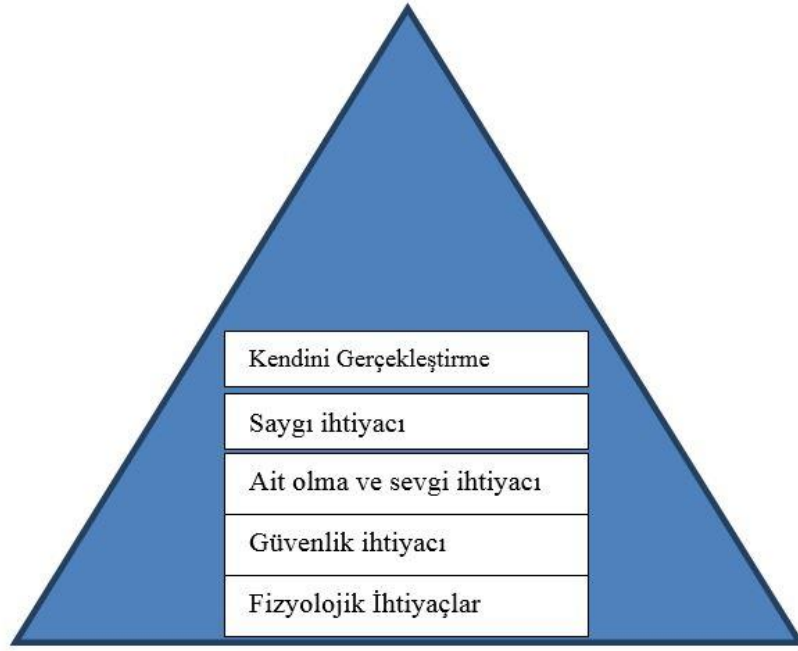 Kendini Gerçekleştirme
Saygı ihtiyacı
Ait olma ve sevgi ihtiyacı
Güvenlik ihtiyacı
Fizyolojik İhtiyaçlar